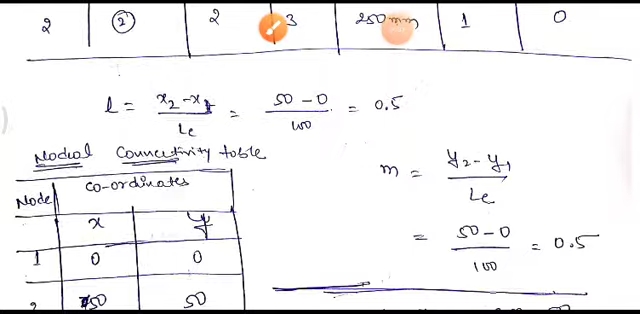 2 | ② | 2 | 3 | 250 mm | 1 | 0
l = x₂-x₁ / Le = 50-0 / 100 = 0.5
Nodal Connectivity table
m = y₂-y₁ / Le
Node | co-ordinates
x | y
= 50-0 / 100 = 0.5
1 | 0 | 0
50 | 50